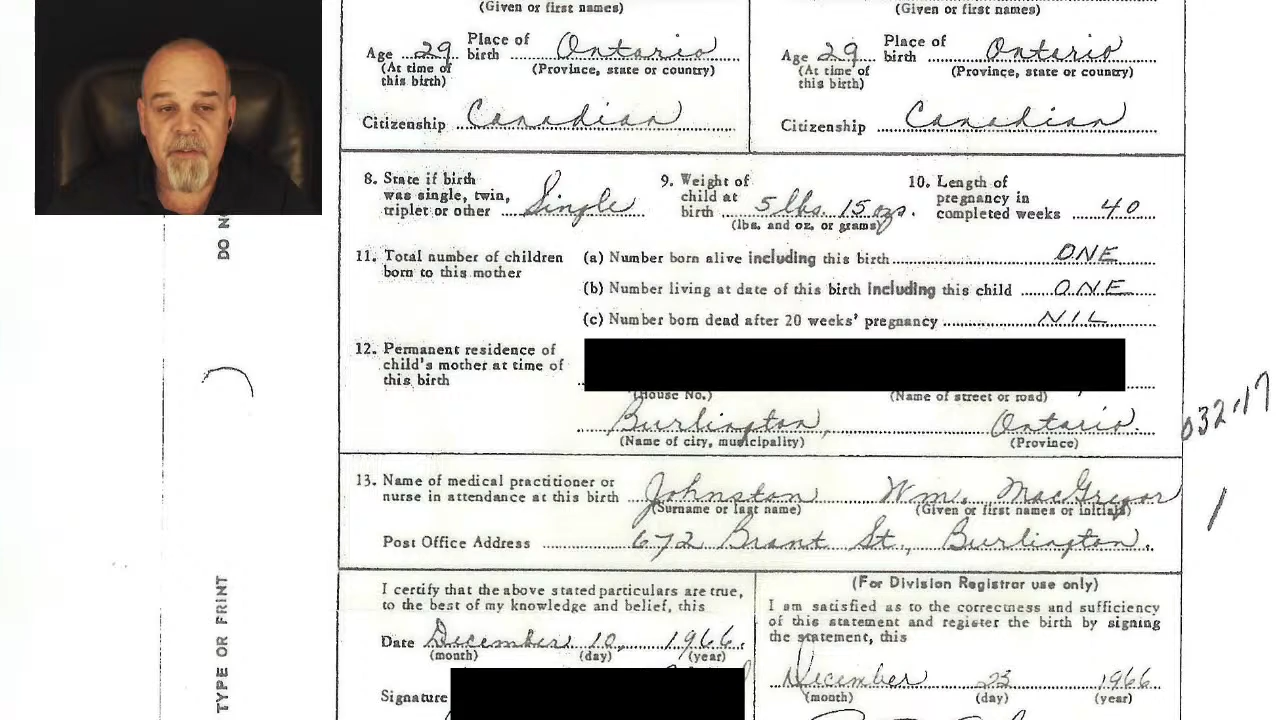 (Given or first names) (Given or first names)
Age 29 Place of birth Ontario Age 29 Place of birth Ontario
(At time of this birth) (Province, state or country) (At time of this birth) (Province, state or country)
Citizenship Canadian Citizenship Canadian
8. State if birth was single, twin, triplet or other Single 9. Weight of child at birth 5 lbs. 15 ozs. 10. Length of pregnancy in completed weeks 40
(lbs. and oz. or grams)
11. Total number of children born to this mother (a) Number born alive including this birth ONE
(b) Number living at date of this birth including this child ONE
(c) Number born dead after 20 weeks' pregnancy NIL
12. Permanent residence of child's mother at time of this birth
(House No.) (Name of street or road)
Burlington, Ontario.
(Name of city, municipality) (Province)
032-17
13. Name of medical practitioner or nurse in attendance at this birth Johnston Wm. MacGregor
(Surname or last name) (Given or first names or initials)
1
Post Office Address 672 Brant St., Burlington.
I certify that the above stated particulars are true,
to the best of my knowledge and belief, this
Date December 10, 1966.
(month) (day) (year)
Signature
(For Division Registrar use only)
I am satisfied as to the correctness and sufficiency
of this statement and register the birth by signing
the statement, this
December 23 1966
(month) (day) (year)
DO NO
TYPE OR PRINT